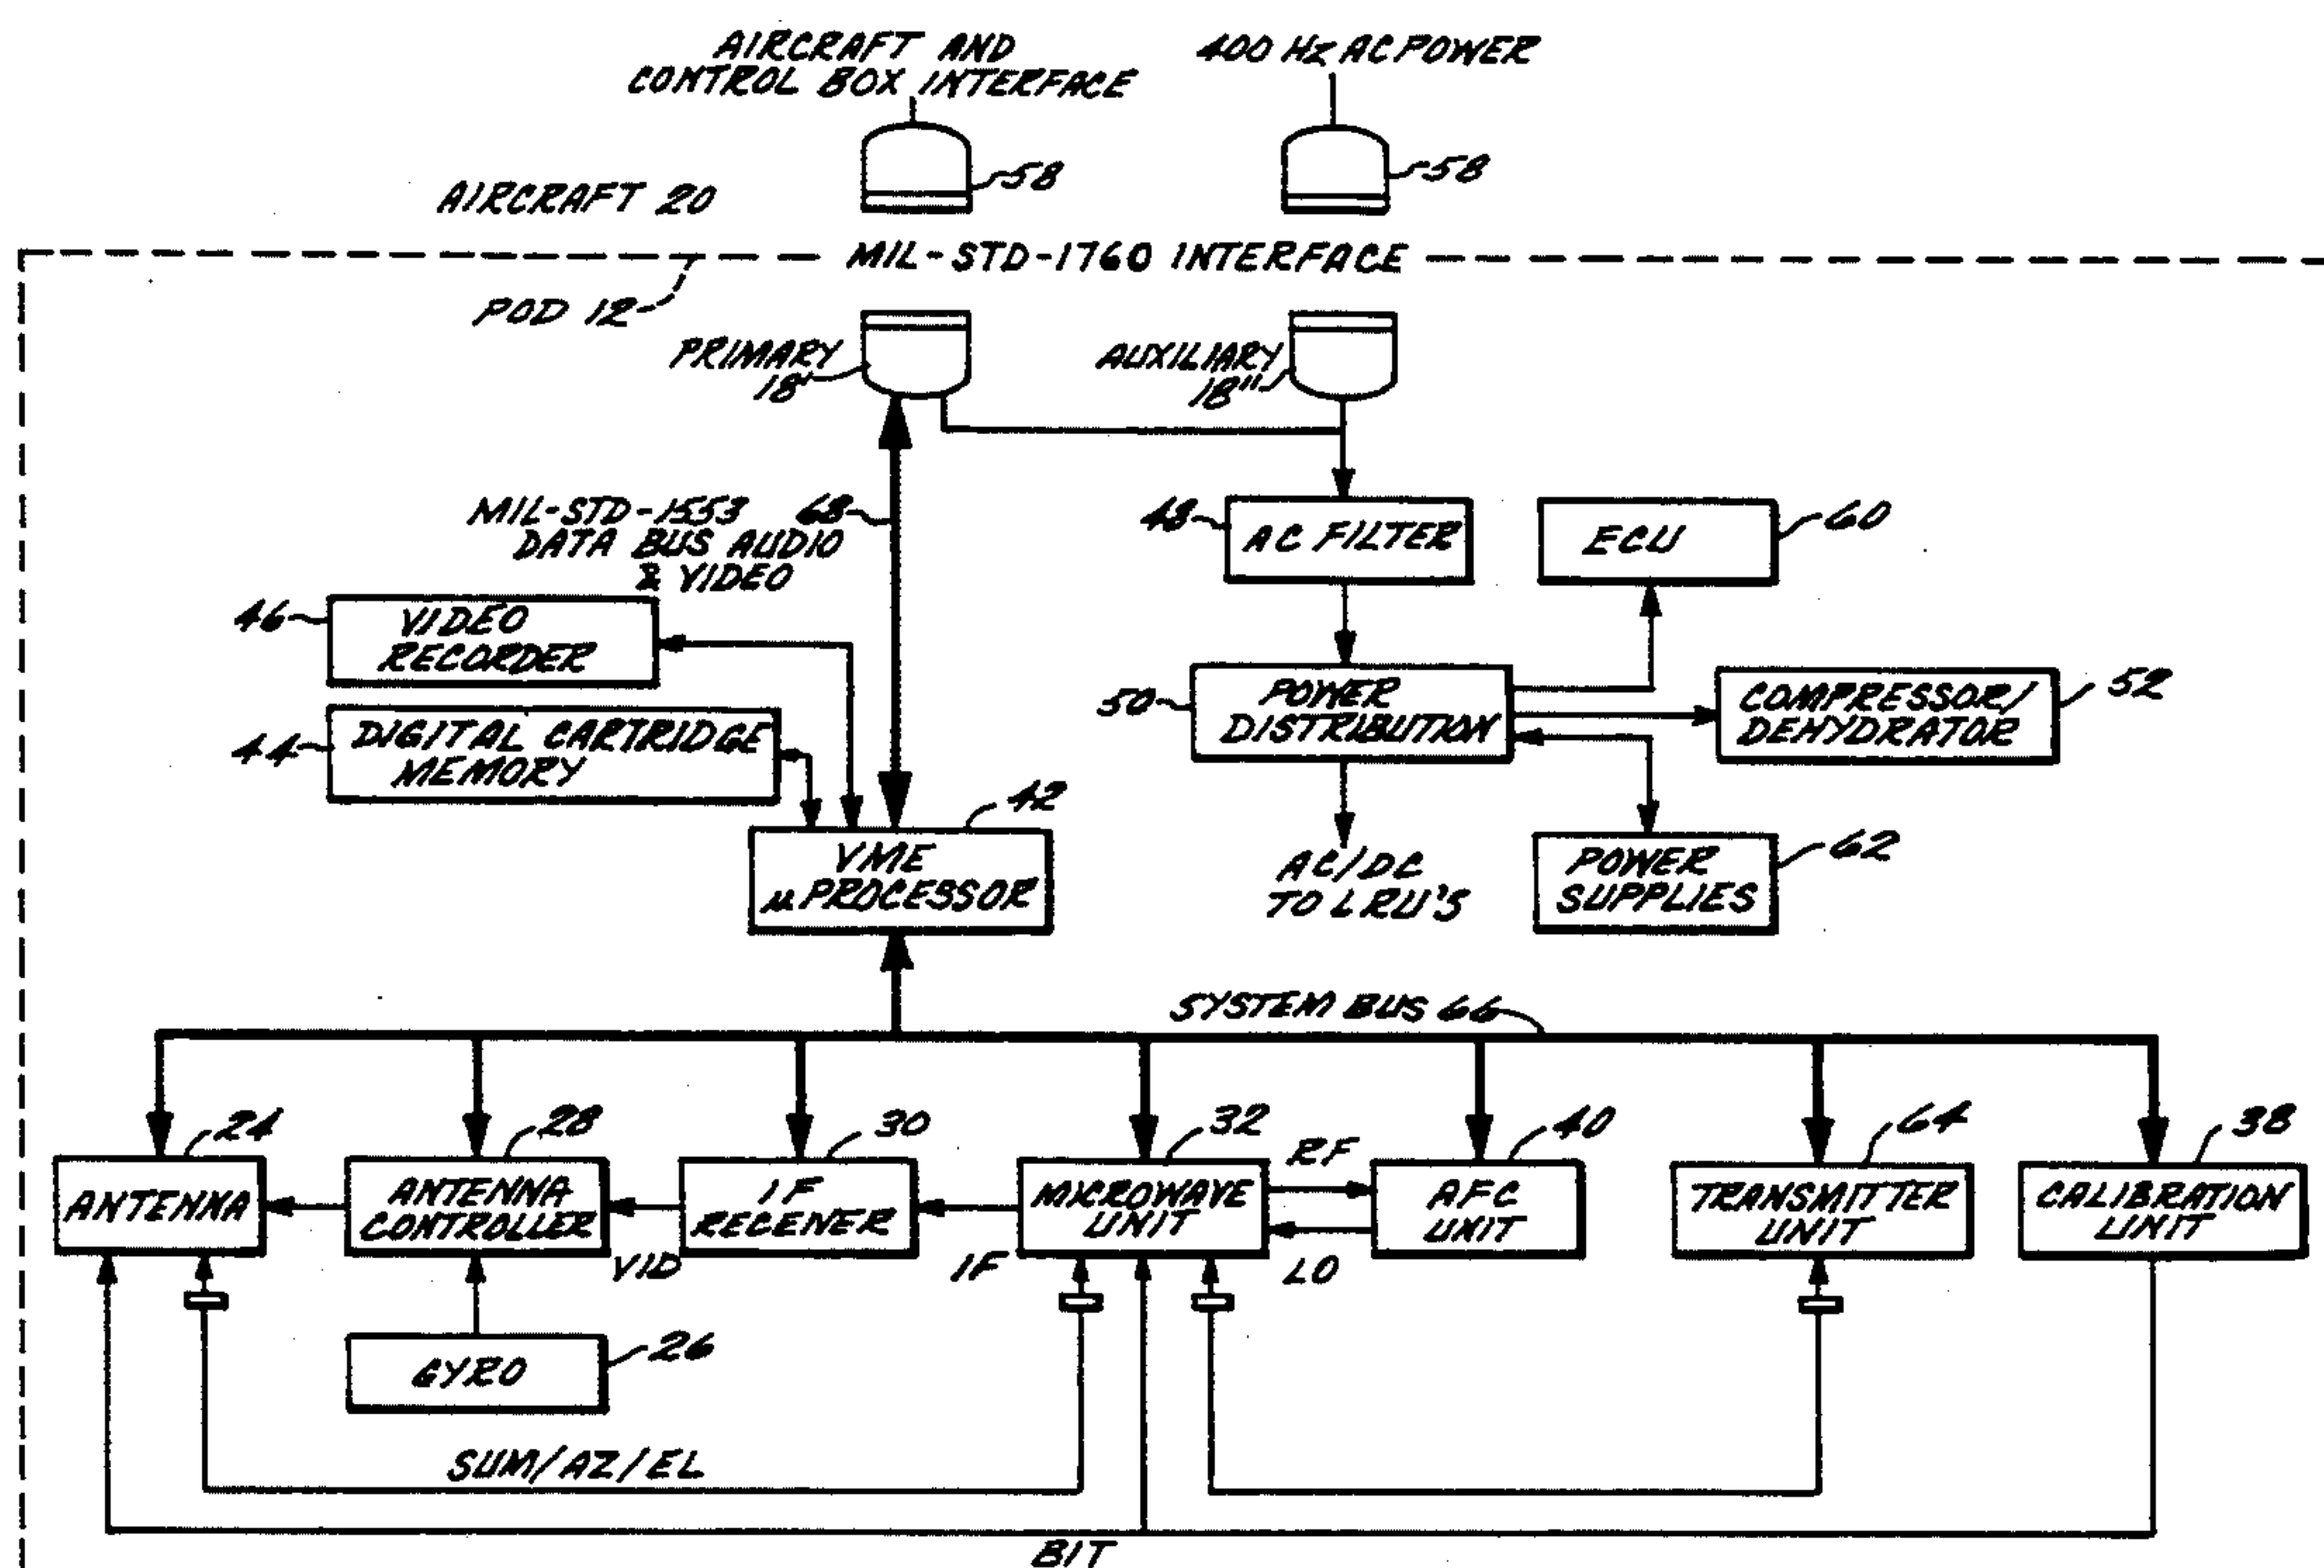 AIRCRAFT AND
CONTROL BOX INTERFACE
400 HZ AC POWER
58
58
AIRCRAFT 20
MIL-STD-1760 INTERFACE
POD 12
PRIMARY
18'
AUXILIARY
18"
MIL-STD-1553 68
DATA BUS AUDIO
& VIDEO
48
AC FILTER
ECU
60
46
VIDEO
RECORDER
44
DIGITAL CARTRIDGE
MEMORY
50
POWER
DISTRIBUTION
COMPRESSOR/
DEHYDRATOR
52
42
VME
μ PROCESSOR
AC/DC
TO LRU'S
POWER
SUPPLIES
62
SYSTEM BUS 66
24
28
30
32
RF
40
64
38
ANTENNA
ANTENNA
CONTROLLER
IF
RECEIVER
MICROWAVE
UNIT
AFC
UNIT
TRANSMITTER
UNIT
CALIBRATION
UNIT
VID
IF
LO
GYRO
26
SUM/AZ/EL
BIT